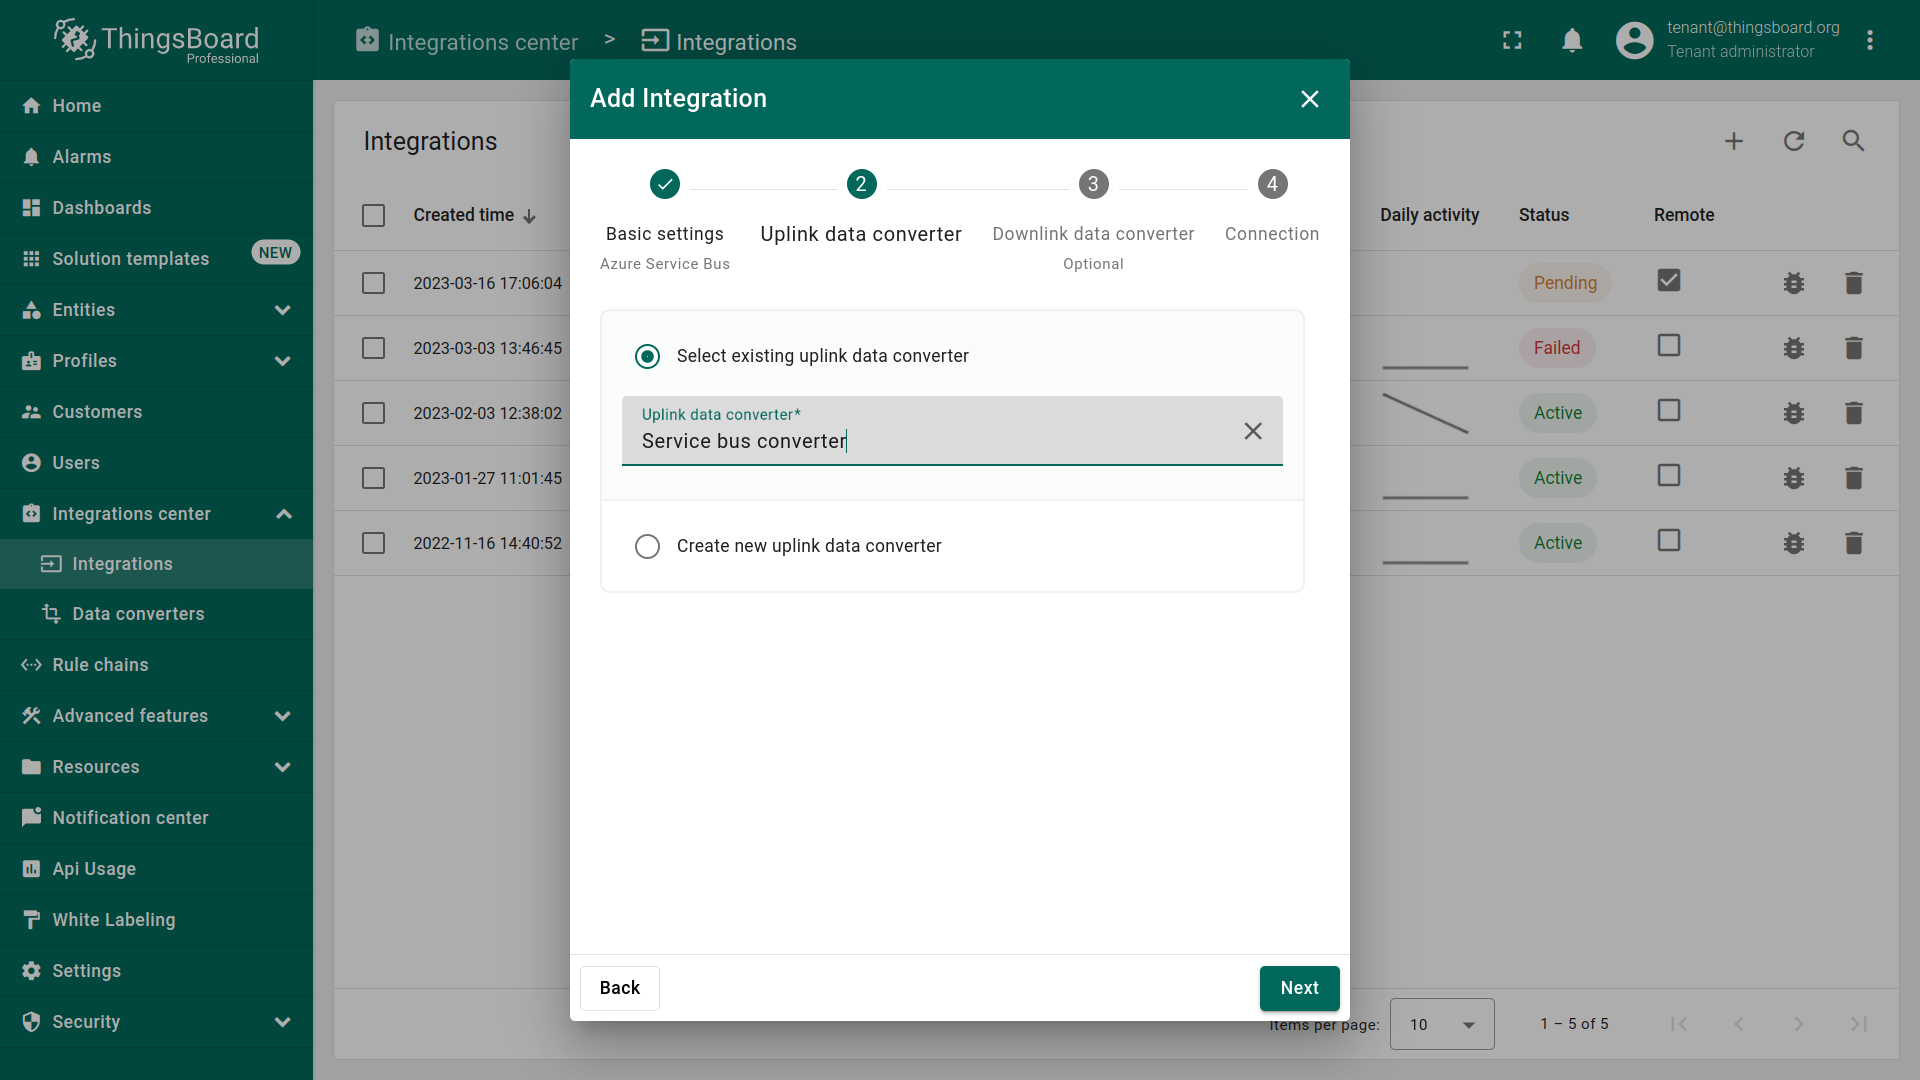 ThingsBoard
Professional
Integrations center > Integrations
tenant@thingsboard.org
Tenant administrator
Home
Alarms
Dashboards
Solution templates NEW
Entities
Profiles
Customers
Users
Integrations center
Integrations
Data converters
Rule chains
Advanced features
Resources
Notification center
Api Usage
White Labeling
Settings
Security
Integrations
Created time Daily activity Status Remote
2023-03-16 17:06:04 Pending
2023-03-03 13:46:45 Failed
2023-02-03 12:38:02 Active
2023-01-27 11:01:45 Active
2022-11-16 14:40:52 Active
Items per page: 10 1 – 5 of 5
Add Integration
2 3 4
Basic settings Uplink data converter Downlink data converter Connection
Azure Service Bus Optional
Select existing uplink data converter
Uplink data converter*
Service bus converter
Create new uplink data converter
Back Next